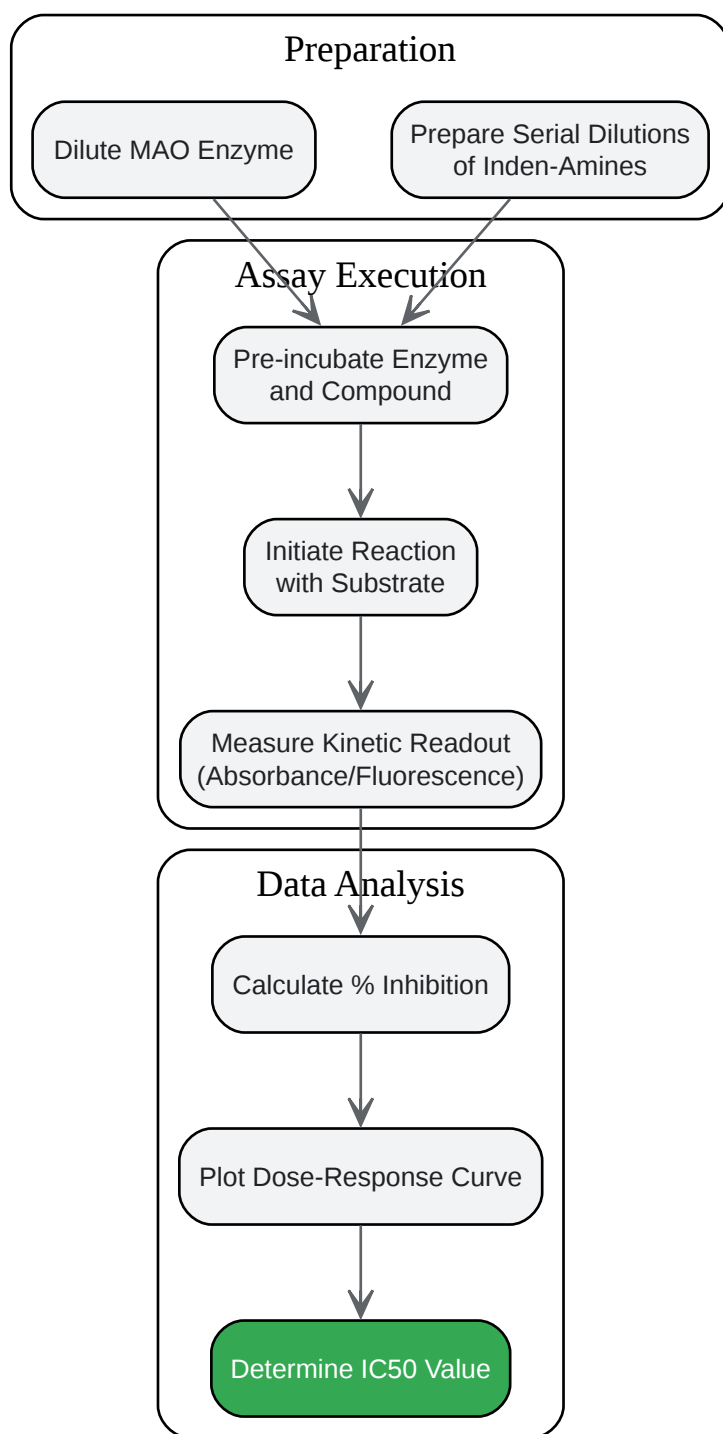 Preparation
Dilute MAO Enzyme
Prepare Serial Dilutions
of Inden-Amines
Assay Execution
Pre-incubate Enzyme
and Compound
Initiate Reaction
with Substrate
Measure Kinetic Readout
(Absorbance/Fluorescence)
Data Analysis
Calculate % Inhibition
Plot Dose-Response Curve
Determine IC50 Value